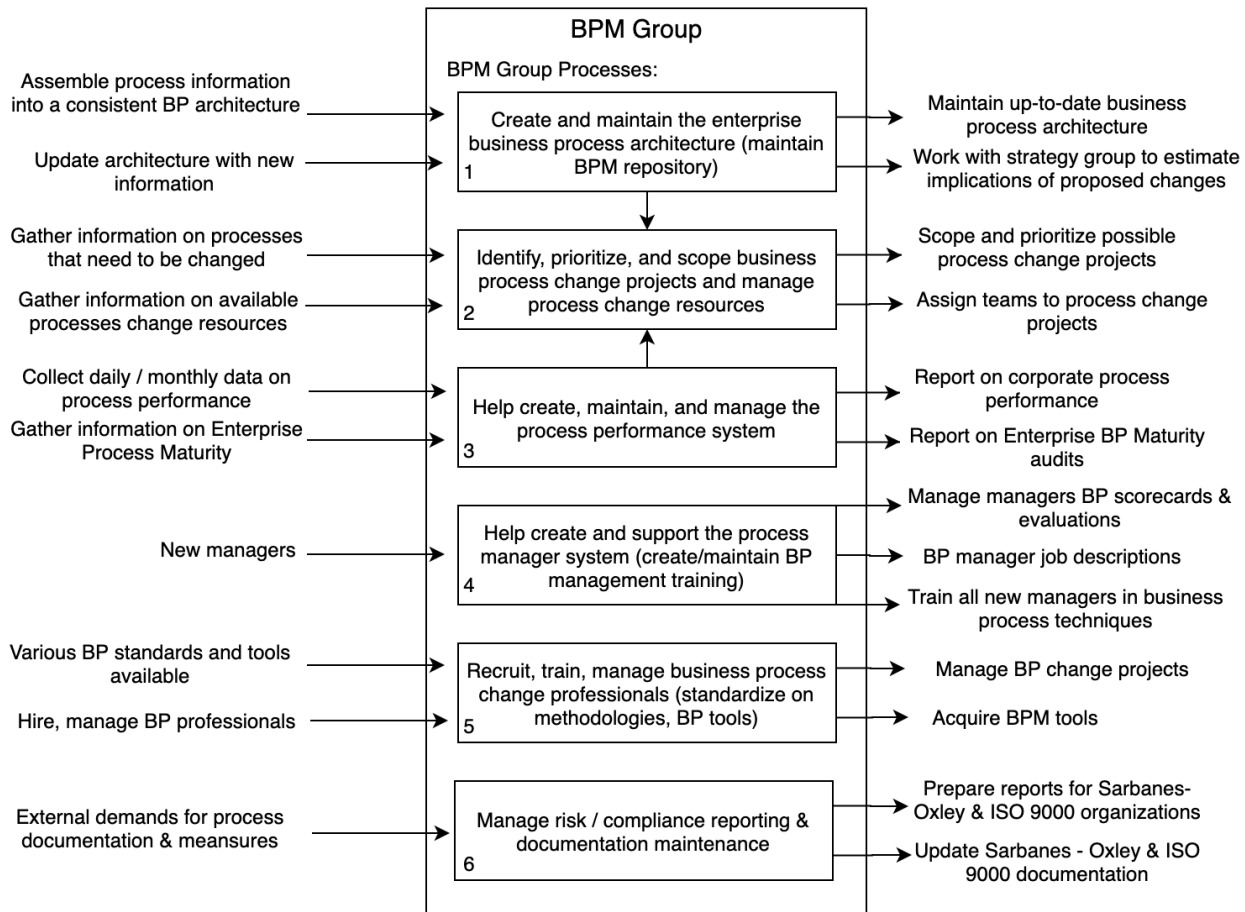 BPM Group
BPM Group Processes:
Assemble process information
into a consistent BP architecture
Update architecture with new
information
Create and maintain the enterprise
business process architecture (maintain
BPM repository)
1
Maintain up-to-date business
process architecture
Work with strategy group to estimate
implications of proposed changes
Gather information on processes
that need to be changed
Gather information on available
processes change resources
Identify, prioritize, and scope business
process change projects and manage
process change resources
2
Scope and prioritize possible
process change projects
Assign teams to process change
projects
Collect daily / monthly data on
process performance
Gather information on Enterprise
Process Maturity
Help create, maintain, and manage the
process performance system
3
Report on corporate process
performance
Report on Enterprise BP Maturity
audits
New managers
Help create and support the process
manager system (create/maintain BP
management training)
4
Manage managers BP scorecards &
evaluations
BP manager job descriptions
Train all new managers in business
process techniques
Various BP standards and tools
available
Hire, manage BP professionals
Recruit, train, manage business process
change professionals (standardize on
methodologies, BP tools)
5
Manage BP change projects
Acquire BPM tools
External demands for process
documentation & meansures
Manage risk / compliance reporting &
documentation maintenance
6
Prepare reports for Sarbanes-
Oxley & ISO 9000 organizations
Update Sarbanes - Oxley & ISO
9000 documentation